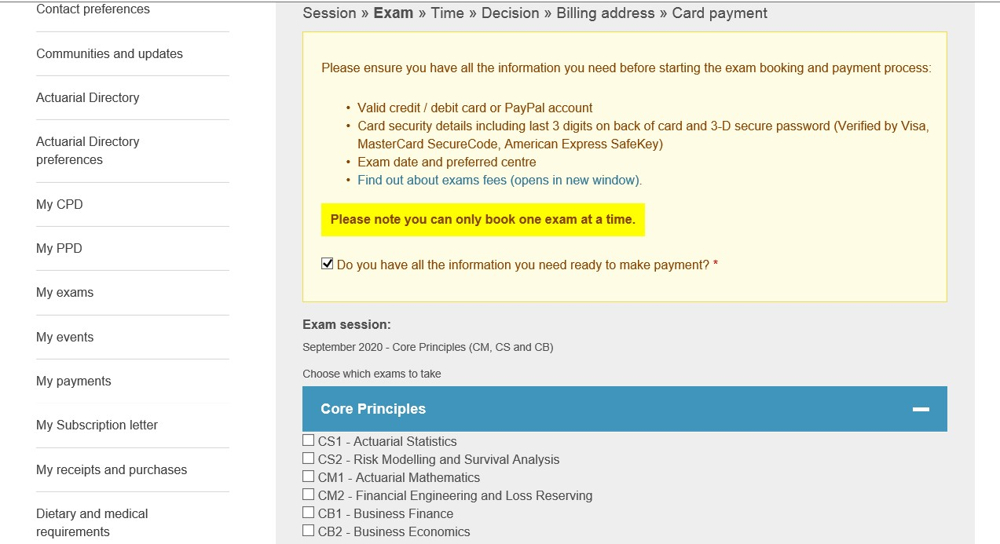 Contact preferences
Communities and updates
Actuarial Directory
Actuarial Directory
preferences
My CPD
My PPD
My exams
My events
My payments
My Subscription letter
My receipts and purchases
Dietary and medical
requirements
Session » Exam » Time » Decision » Billing address » Card payment
Please ensure you have all the information you need before starting the exam booking and payment process:
• Valid credit / debit card or PayPal account
• Card security details including last 3 digits on back of card and 3-D secure password (Verified by Visa,
MasterCard SecureCode, American Express SafeKey)
• Exam date and preferred centre
• Find out about exams fees (opens in new window).
Please note you can only book one exam at a time.
Do you have all the information you need ready to make payment? *
Exam session:
September 2020 - Core Principles (CM, CS and CB)
Choose which exams to take
Core Principles
CS1 - Actuarial Statistics
CS2 - Risk Modelling and Survival Analysis
CM1 - Actuarial Mathematics
CM2 - Financial Engineering and Loss Reserving
CB1 - Business Finance
CB2 - Business Economics